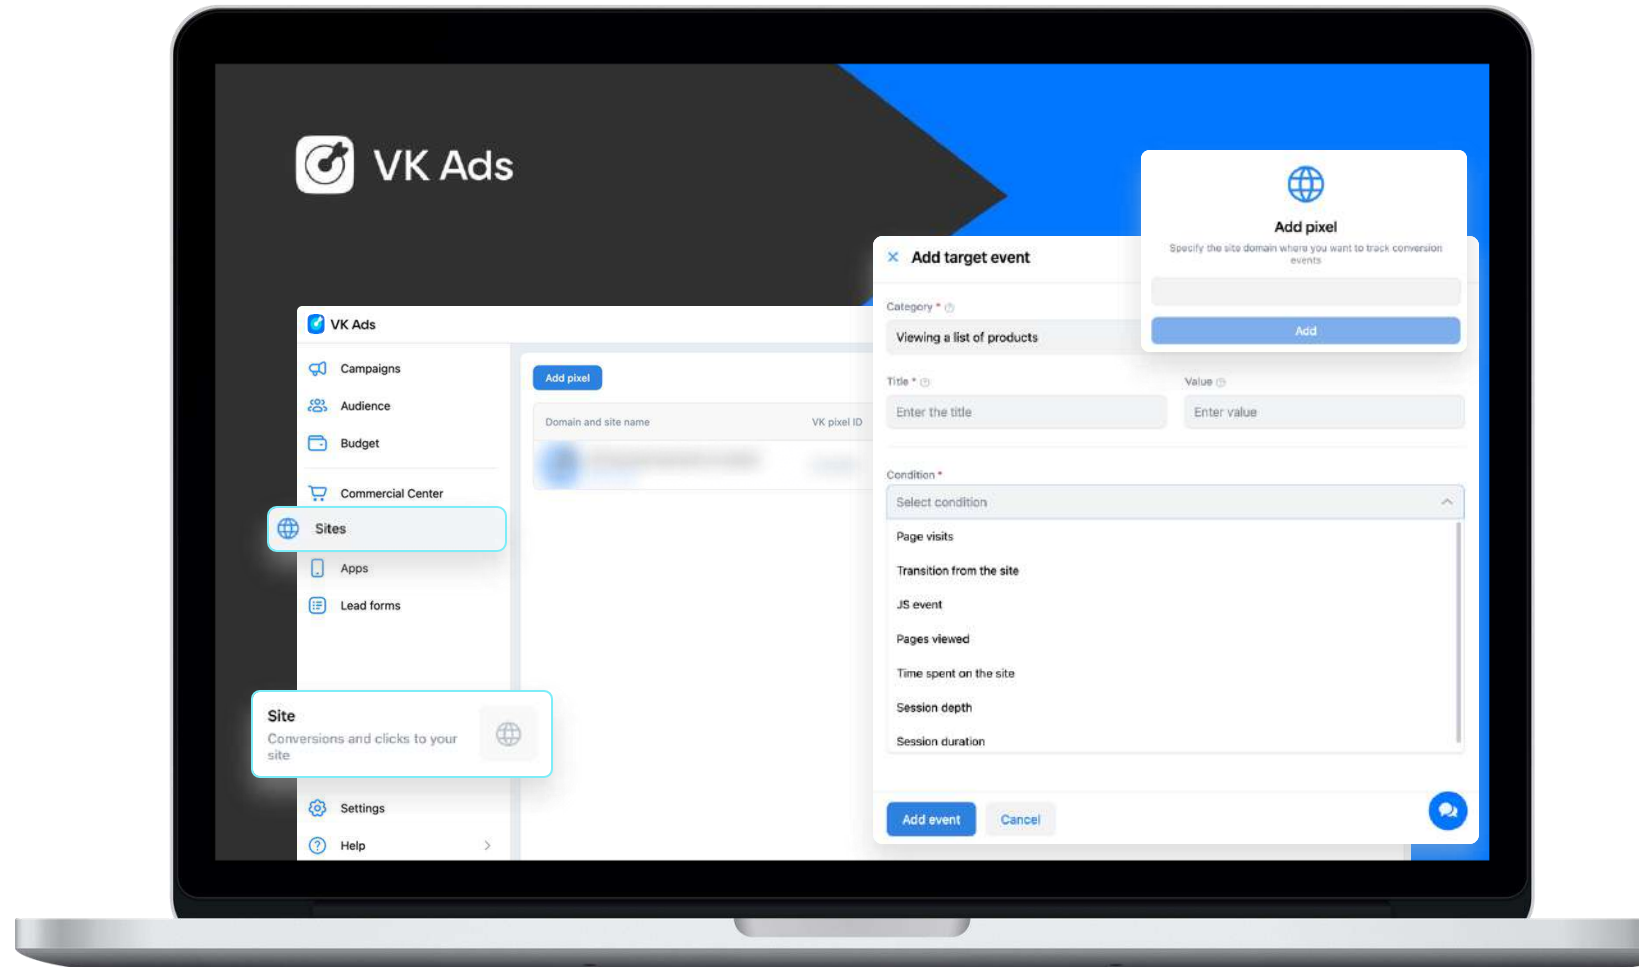 VK Ads
Add pixel
Specify the site domain where you want to track conversion
events
Add
Add target event
Category *
Viewing a list of products
Title *
Value
Enter the title
Enter value
Condition *
Select condition
Page visits
Transition from the site
JS event
Pages viewed
Time spent on the site
Session depth
Session duration
Add event
Cancel
VK Ads
Campaigns
Audience
Budget
Commercial Center
Sites
Apps
Lead forms
Site
Conversions and clicks to your
site
Settings
Help
Add pixel
Domain and site name
VK pixel ID